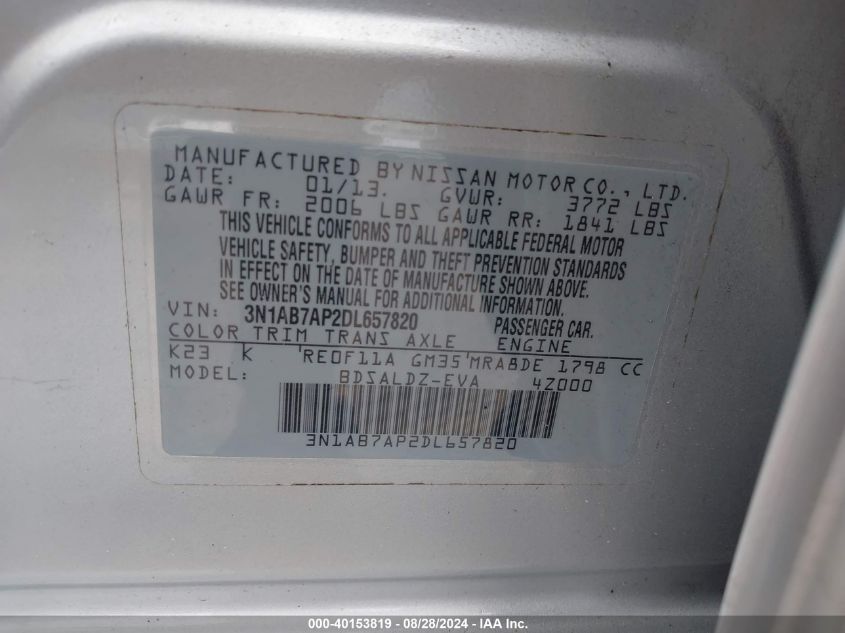 MANUFACTURED BY NISSAN MOTOR CO., LTD.
DATE: 01/13. GVWR: 3772 LBS
GAWR FR: 2006 LBS GAWR RR: 1841 LBS
THIS VEHICLE CONFORMS TO ALL APPLICABLE FEDERAL MOTOR
VEHICLE SAFETY, BUMPER AND THEFT PREVENTION STANDARDS
IN EFFECT ON THE DATE OF MANUFACTURE SHOWN ABOVE.
SEE OWNER'S MANUAL FOR ADDITIONAL INFORMATION.
VIN: 3N1AB7AP2DL657820 PASSENGER CAR.
COLOR TRIM TRANS AXLE ENGINE
K23 K RE0F11A GM35 MRA8DE 1798 CC
MODEL: BDSALDZ-EVA 4Z000
3N1AB7AP2DL657820
000-40153819 / 08/28/2024 - IAA Inc.